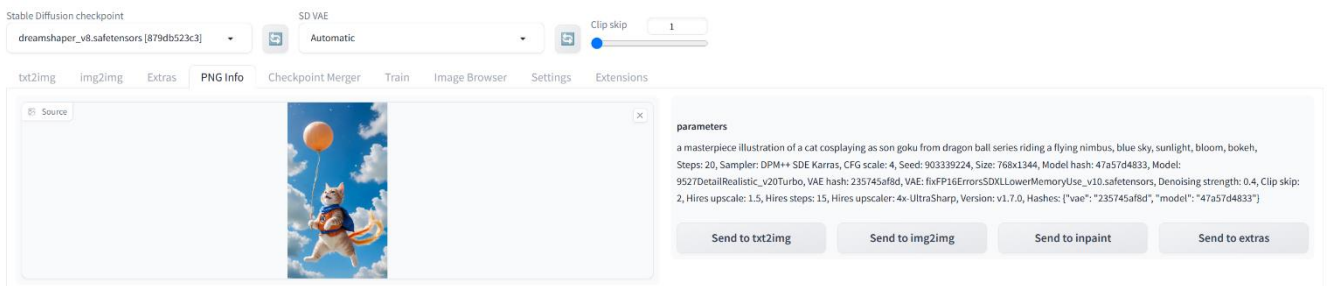 Stable Diffusion checkpoint
SD VAE
Clip skip
1
dreamshaper_v8.safetensors [879db523c3]
Automatic
txt2img
img2img
Extras
PNG Info
Checkpoint Merger
Train
Image Browser
Settings
Extensions
Source
parameters
a masterpiece illustration of a cat cosplaying as son goku from dragon ball series riding a flying nimbus, blue sky, sunlight, bloom, bokeh,
Steps: 20, Sampler: DPM++ SDE Karras, CFG scale: 4, Seed: 903339224, Size: 768x1344, Model hash: 47a57d4833, Model:
9527DetailRealistic_v20Turbo, VAE hash: 235745af8d, VAE: fixFP16ErrorsSDXLLowerMemoryUse_v10.safetensors, Denoising strength: 0.4, Clip skip:
2, Hires upscale: 1.5, Hires steps: 15, Hires upscaler: 4x-UltraSharp, Version: v1.7.0, Hashes: {"vae": "235745af8d", "model": "47a57d4833"}
Send to txt2img
Send to img2img
Send to inpaint
Send to extras